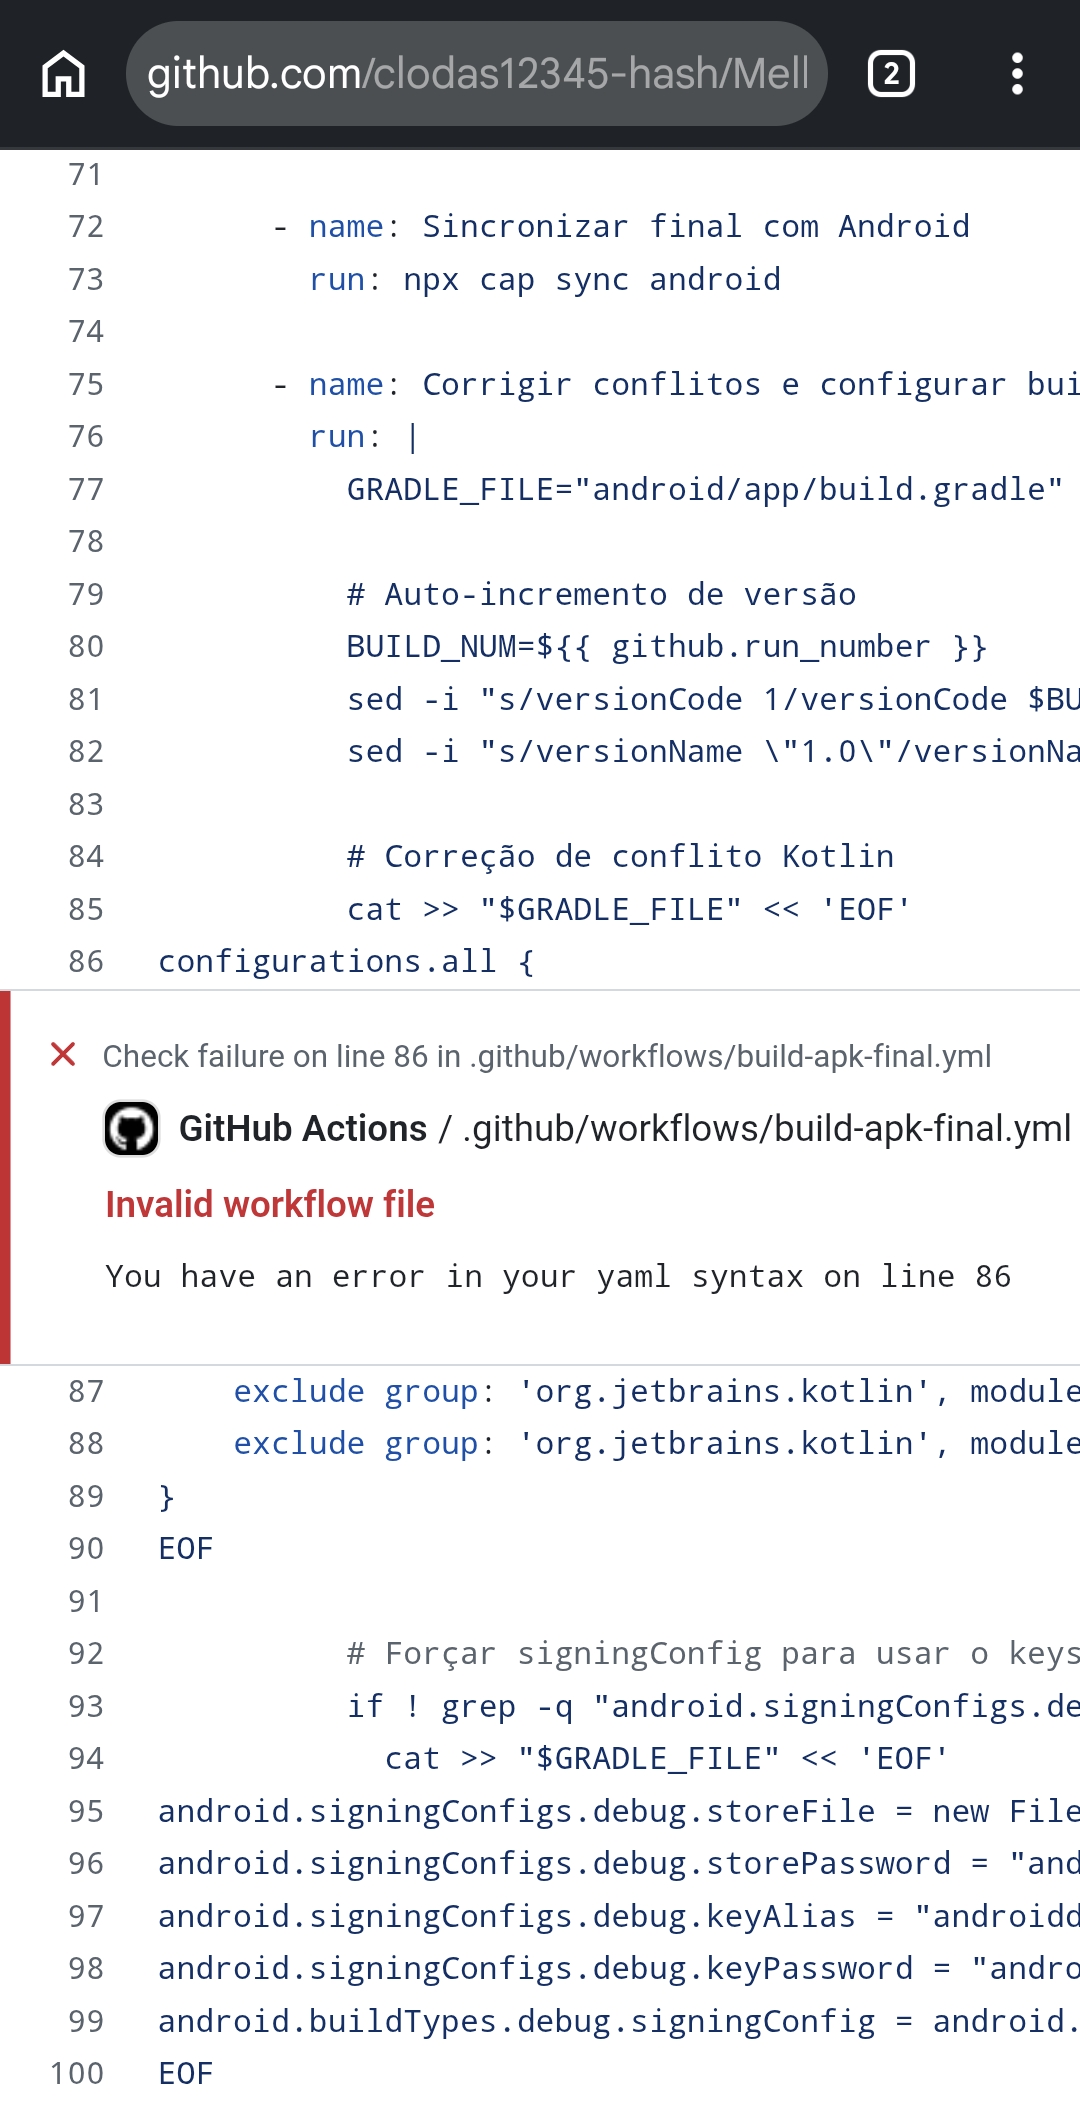 github.com/clodas12345-hash/Mell
2
71
72 - name: Sincronizar final com Android
73 run: npx cap sync android
74
75 - name: Corrigir conflitos e configurar bui
76 run: |
77 GRADLE_FILE="android/app/build.gradle"
78
79 # Auto-incremento de versão
80 BUILD_NUM=${{ github.run_number }}
81 sed -i "s/versionCode 1/versionCode $BU
82 sed -i "s/versionName \"1.0\"/versionNa
83
84 # Correção de conflito Kotlin
85 cat >> "$GRADLE_FILE" << 'EOF'
86 configurations.all {
Check failure on line 86 in .github/workflows/build-apk-final.yml
GitHub Actions / .github/workflows/build-apk-final.yml
Invalid workflow file
You have an error in your yaml syntax on line 86
87 exclude group: 'org.jetbrains.kotlin', module
88 exclude group: 'org.jetbrains.kotlin', module
89 }
90 EOF
91
92 # Forçar signingConfig para usar o keys
93 if ! grep -q "android.signingConfigs.de
94 cat >> "$GRADLE_FILE" << 'EOF'
95 android.signingConfigs.debug.storeFile = new File
96 android.signingConfigs.debug.storePassword = "and
97 android.signingConfigs.debug.keyAlias = "androidd
98 android.signingConfigs.debug.keyPassword = "andro
99 android.buildTypes.debug.signingConfig = android.
100 EOF